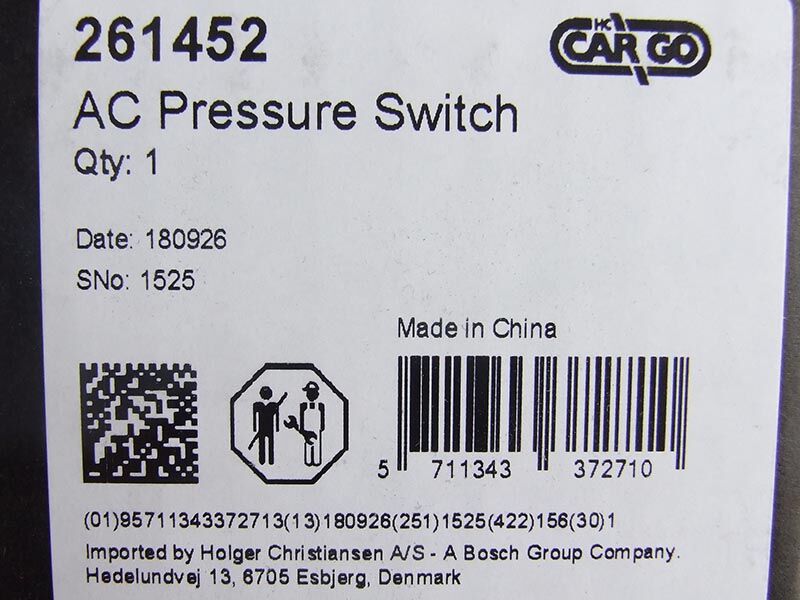 261452
HC
CARGO
AC Pressure Switch
Qty: 1
Date: 180926
SNo: 1525
Made in China
5 711343 372710
(01)95711343372713(13)180926(251)1525(422)156(30)1
Imported by Holger Christiansen A/S - A Bosch Group Company.
Hedelundvej 13, 6705 Esbjerg, Denmark